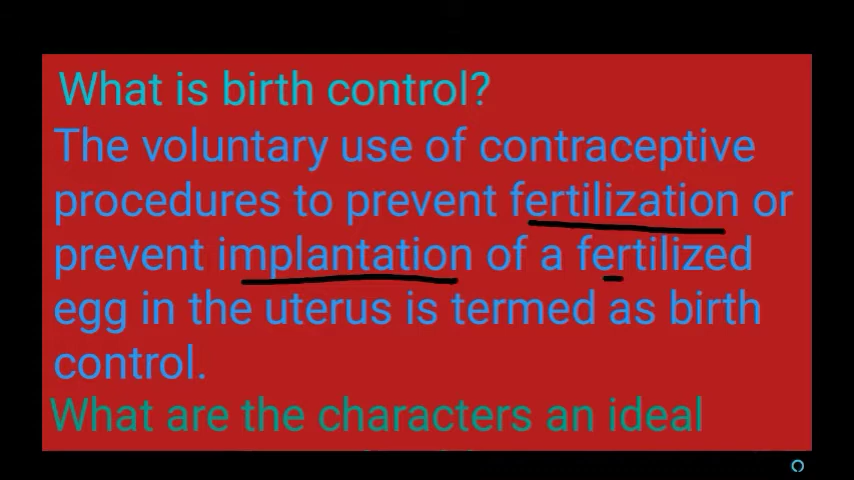 What is birth control?
The voluntary use of contraceptive
procedures to prevent fertilization or
prevent implantation of a fertilized
egg in the uterus is termed as birth
control.
What are the characters an ideal